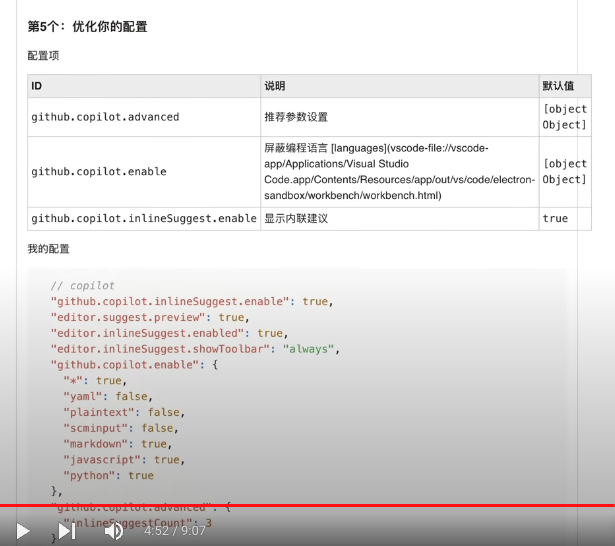 第5个：优化你的配置
配置项
ID 说明 默认值
github.copilot.advanced 推荐参数设置 [object Object]
github.copilot.enable 屏蔽编程语言 [languages](vscode-file://vscode-
app/Applications/Visual Studio
Code.app/Contents/Resources/app/out/vs/code/electron-
sandbox/workbench/workbench.html) [object Object]
github.copilot.inlineSuggest.enable 显示内联建议 true
我的配置
// copilot
"github.copilot.inlineSuggest.enable": true,
"editor.suggest.preview": true,
"editor.inlineSuggest.enabled": true,
"editor.inlineSuggest.showToolbar": "always",
"github.copilot.enable": {
"*": true,
"yaml": false,
"plaintext": false,
"scminput": false,
"markdown": true,
"javascript": true,
"python": true
},
"github.copilot.advanced": {
"inlineSuggestCount": 3
}
4:52 / 9:07